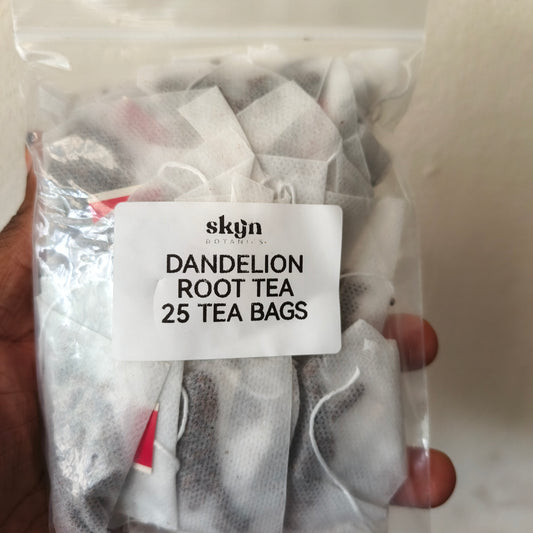 skyn
BOTANICS
DANDELION
ROOT TEA
25 TEA BAGS